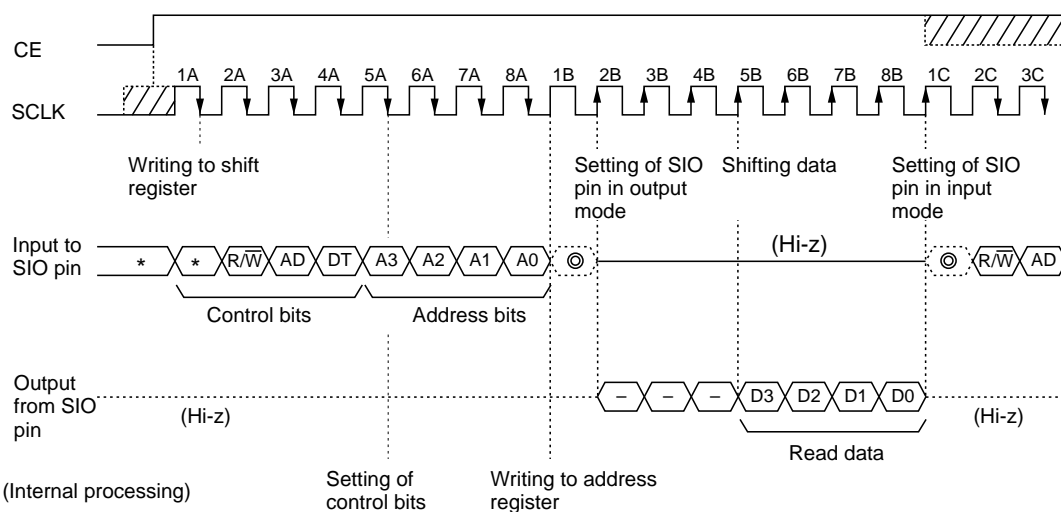 CE
1A 2A 3A 4A 5A 6A 7A 8A 1B 2B 3B 4B 5B 6B 7B 8B 1C 2C 3C
SCLK
Writing to shift
register
Setting of SIO
pin in output
mode
Shifting data
Setting of SIO
pin in input
mode
Input to
SIO pin
* * R/W̅ AD DT A3 A2 A1 A0 ◎ (Hi-z) ◎ R/W̅ AD
Control bits Address bits
Output
from SIO
pin
(Hi-z) – – – D3 D2 D1 D0 (Hi-z)
Read data
(Internal processing)
Setting of
control bits
Writing to address
register